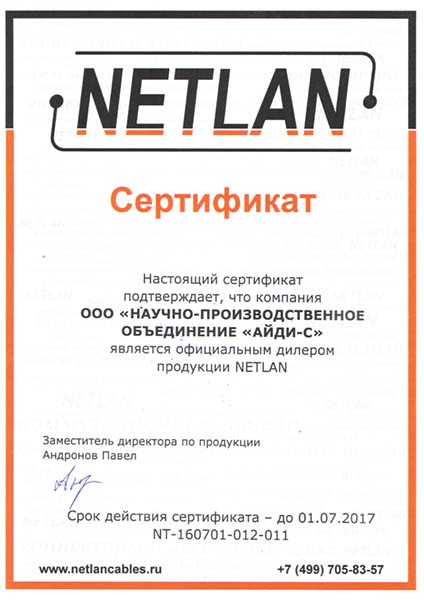 NETLAN
Сертификат
Настоящий сертификат
подтверждает, что компания
ООО «НАУЧНО-ПРОИЗВОДСТВЕННОЕ
ОБЪЕДИНЕНИЕ «АЙДИ-С»
является официальным дилером
продукции NETLAN
Заместитель директора по продукции
Андронов Павел
Срок действия сертификата – до 01.07.2017
NT-160701-012-011
www.netlancables.ru
+7 (499) 705-83-57